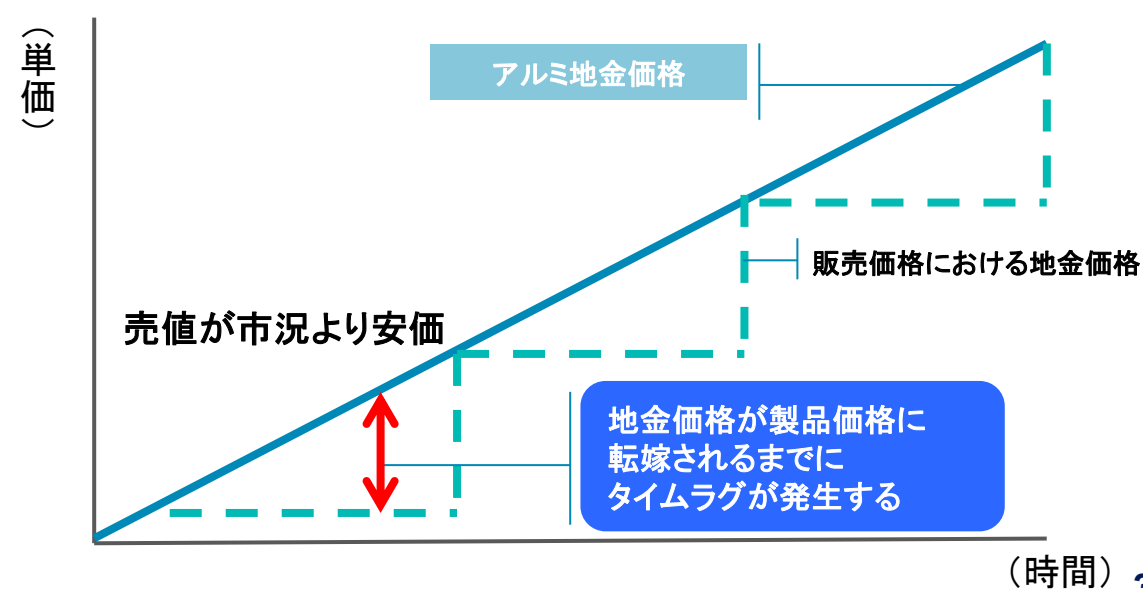 （単価）
アルミ地金価格
販売価格における地金価格
売値が市況より安価
地金価格が製品価格に
転嫁されるまでに
タイムラグが発生する
（時間）